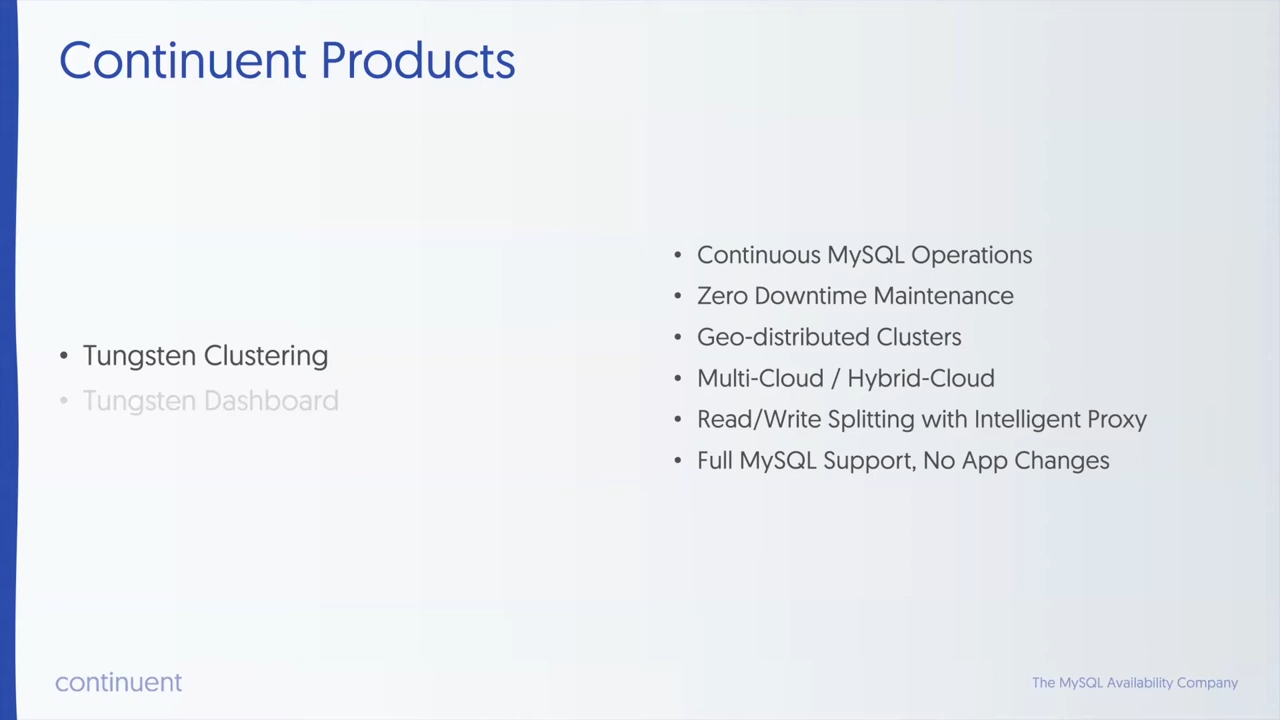 Continuent Products
• Tungsten Clustering
• Tungsten Dashboard
• Continuous MySQL Operations
• Zero Downtime Maintenance
• Geo-distributed Clusters
• Multi-Cloud / Hybrid-Cloud
• Read/Write Splitting with Intelligent Proxy
• Full MySQL Support, No App Changes
continuent
The MySQL Availability Company